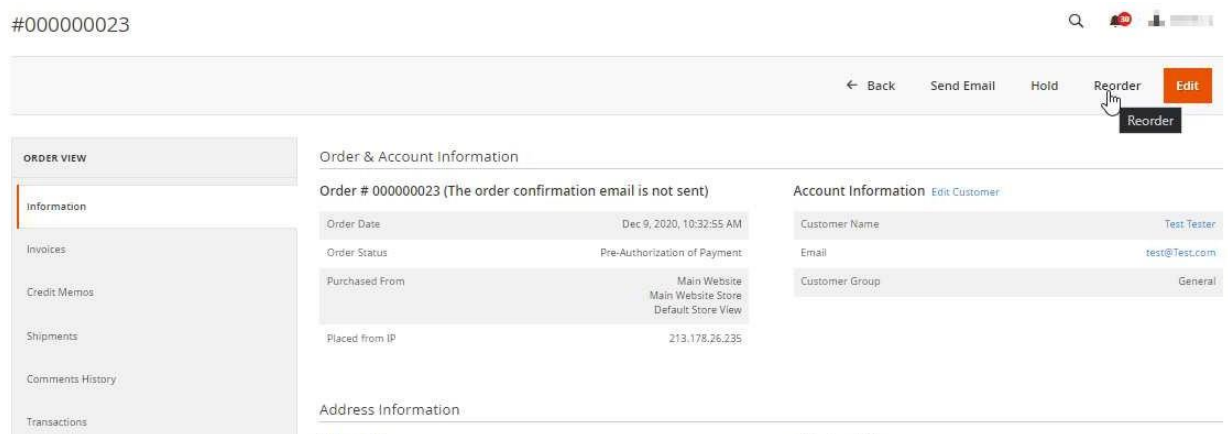 #000000023
30
← Back Send Email Hold Reorder Edit
Reorder
ORDER VIEW
Information
Invoices
Credit Memos
Shipments
Comments History
Transactions
Order & Account Information
Order # 000000023 (The order confirmation email is not sent)
Order Date Dec 9, 2020, 10:32:55 AM
Order Status Pre-Authorization of Payment
Purchased From Main Website
Main Website Store
Default Store View
Placed from IP 213.178.26.235
Account Information Edit Customer
Customer Name Test Tester
Email test@Test.com
Customer Group General
Address Information